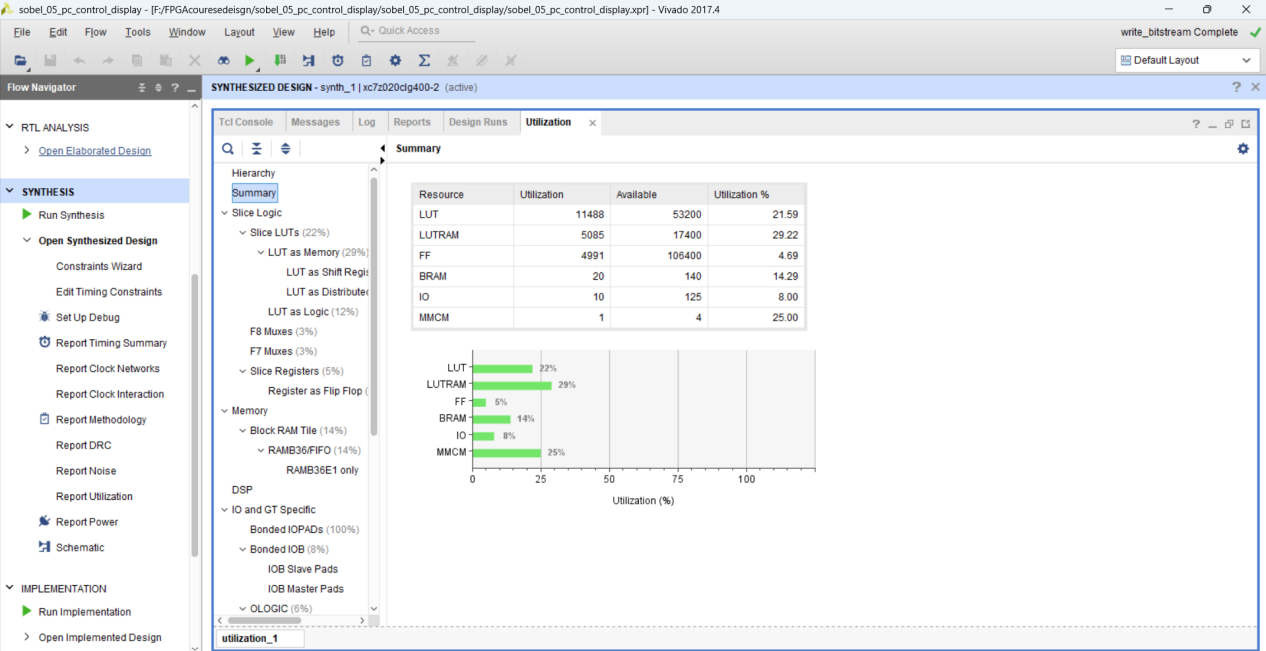 sobel_05_pc_control_display - [F:/FPGAcouresedeisgn/sobel_05_pc_control_display/sobel_05_pc_control_display/sobel_05_pc_control_display.xpr] - Vivado 2017.4
File Edit Flow Tools Window Layout View Help Quick Access
write_bitstream Complete
Default Layout
Flow Navigator
SYNTHESIZED DESIGN - synth_1 | xc7z020clg400-2 (active)
RTL ANALYSIS
Open Elaborated Design
SYNTHESIS
Run Synthesis
Open Synthesized Design
Constraints Wizard
Edit Timing Constraints
Set Up Debug
Report Timing Summary
Report Clock Networks
Report Clock Interaction
Report Methodology
Report DRC
Report Noise
Report Utilization
Report Power
Schematic
IMPLEMENTATION
Run Implementation
Open Implemented Design
Tcl Console Messages Log Reports Design Runs Utilization
Hierarchy
Summary
Slice Logic
Slice LUTs (22%)
LUT as Memory (29%)
LUT as Shift Regis
LUT as Distributed
LUT as Logic (12%)
F8 Muxes (3%)
F7 Muxes (3%)
Slice Registers (5%)
Register as Flip Flop (
Memory
Block RAM Tile (14%)
RAMB36/FIFO (14%)
RAMB36E1 only
DSP
IO and GT Specific
Bonded IOPADs (100%)
Bonded IOB (8%)
IOB Slave Pads
IOB Master Pads
OLOGIC (6%)
utilization_1
Summary
Resource Utilization Available Utilization %
LUT 11488 53200 21.59
LUTRAM 5085 17400 29.22
FF 4991 106400 4.69
BRAM 20 140 14.29
IO 10 125 8.00
MMCM 1 4 25.00
LUT 22%
LUTRAM 29%
FF 5%
BRAM 14%
IO 8%
MMCM 25%
0 25 50 75 100
Utilization (%)